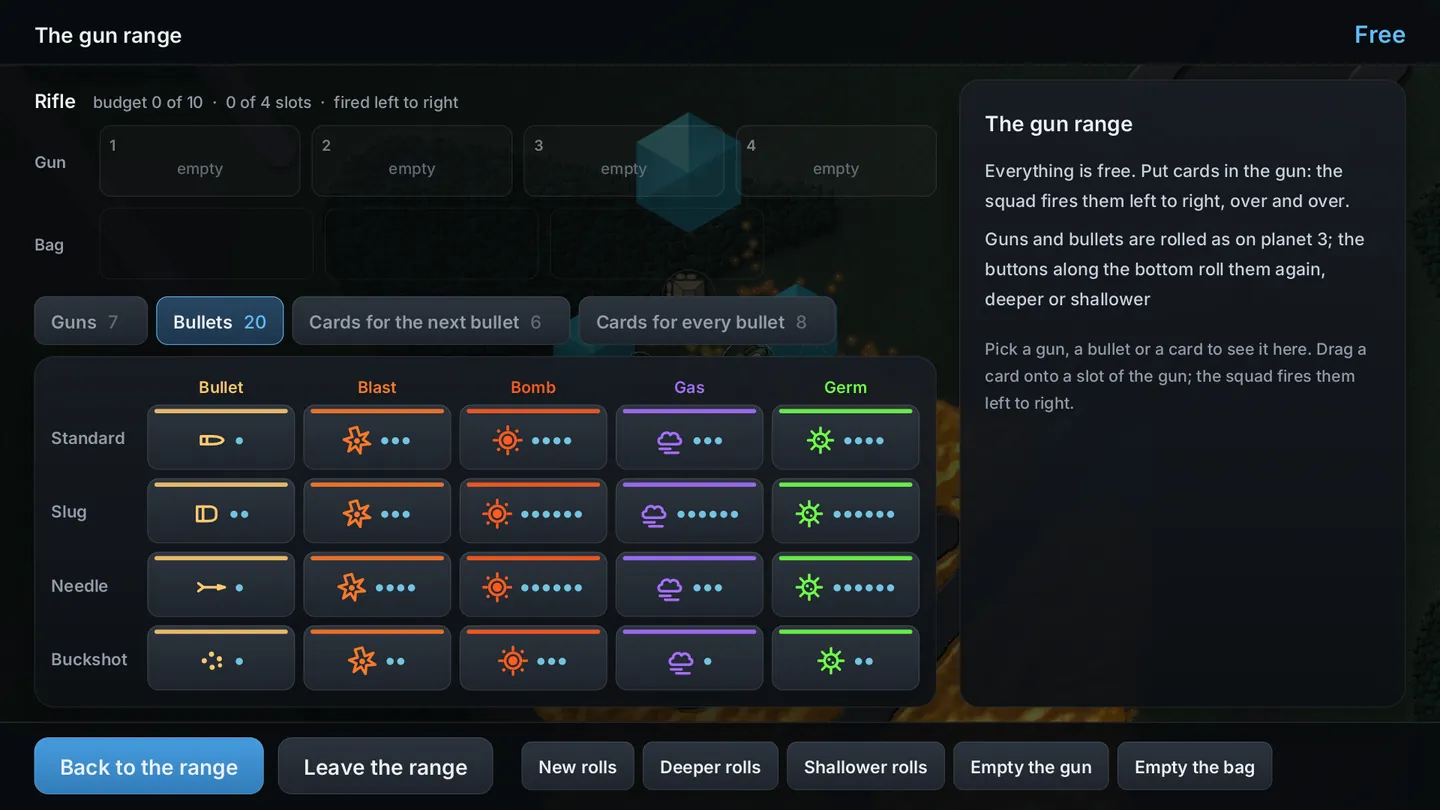 The gun range
Free
Rifle budget 0 of 10 · 0 of 4 slots · fired left to right
Gun
1 empty
2 empty
3 empty
4 empty
Bag
Guns 7
Bullets 20
Cards for the next bullet 6
Cards for every bullet 8
Bullet Blast Bomb Gas Germ
Standard
Slug
Needle
Buckshot
The gun range
Everything is free. Put cards in the gun: the
squad fires them left to right, over and over.
Guns and bullets are rolled as on planet 3; the
buttons along the bottom roll them again,
deeper or shallower
Pick a gun, a bullet or a card to see it here. Drag a
card onto a slot of the gun; the squad fires them
left to right.
Back to the range
Leave the range
New rolls
Deeper rolls
Shallower rolls
Empty the gun
Empty the bag